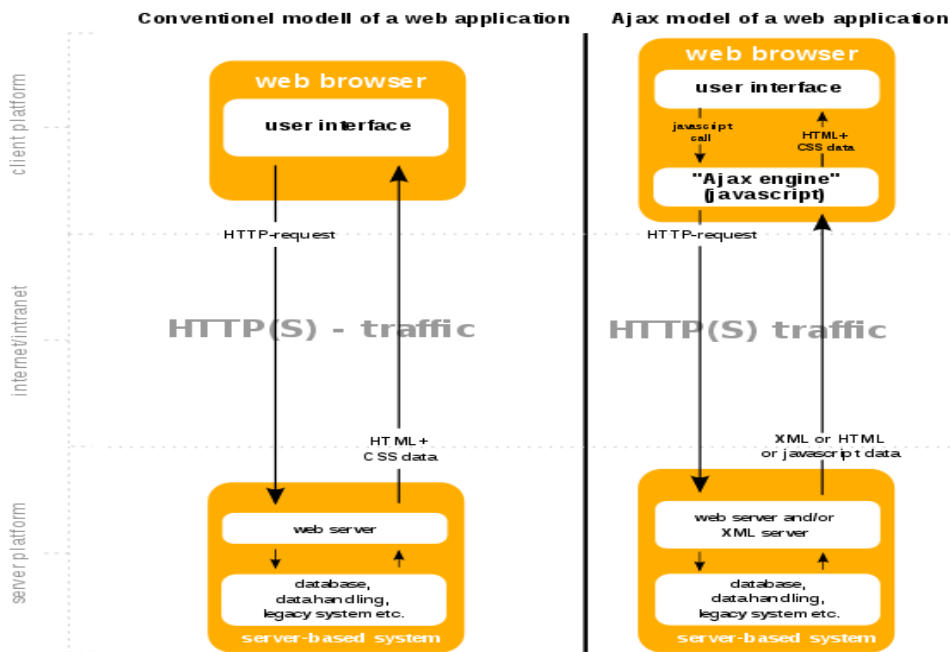 Conventionel modell of a web application
web browser
user interface
HTTP-request
HTTP(S) - traffic
HTML+
CSS data
web server
database,
datahandling,
legacy system etc.
server-based system
Ajax model of a web application
web browser
user interface
javascript
call
HTML+
CSS data
"Ajax engine"
(javascript)
HTTP-request
HTTP(S) traffic
XML or HTML
or javascript data
web server and/or
XML server
database,
datahandling,
legacy system etc.
server-based system
client platform
internet/intranet
server platform